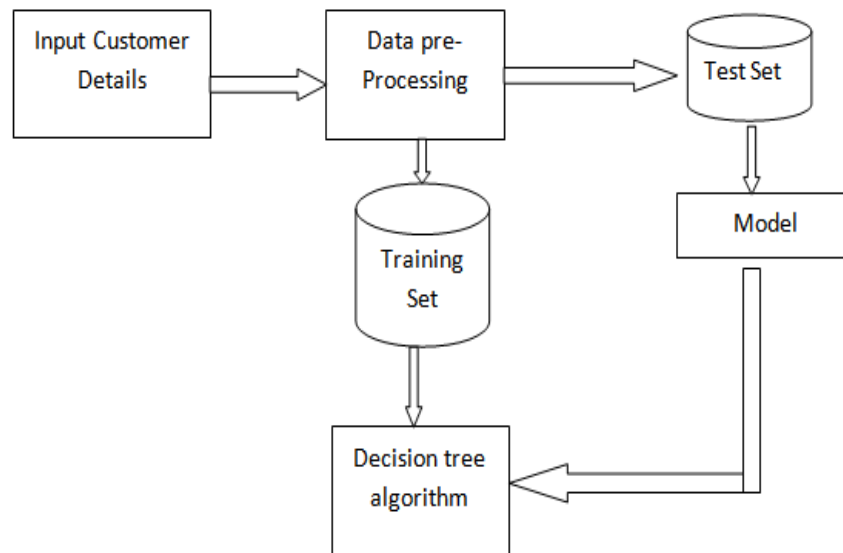 Input Customer
Details
Data pre-
Processing
Test Set
Model
Training
Set
Decision tree
algorithm